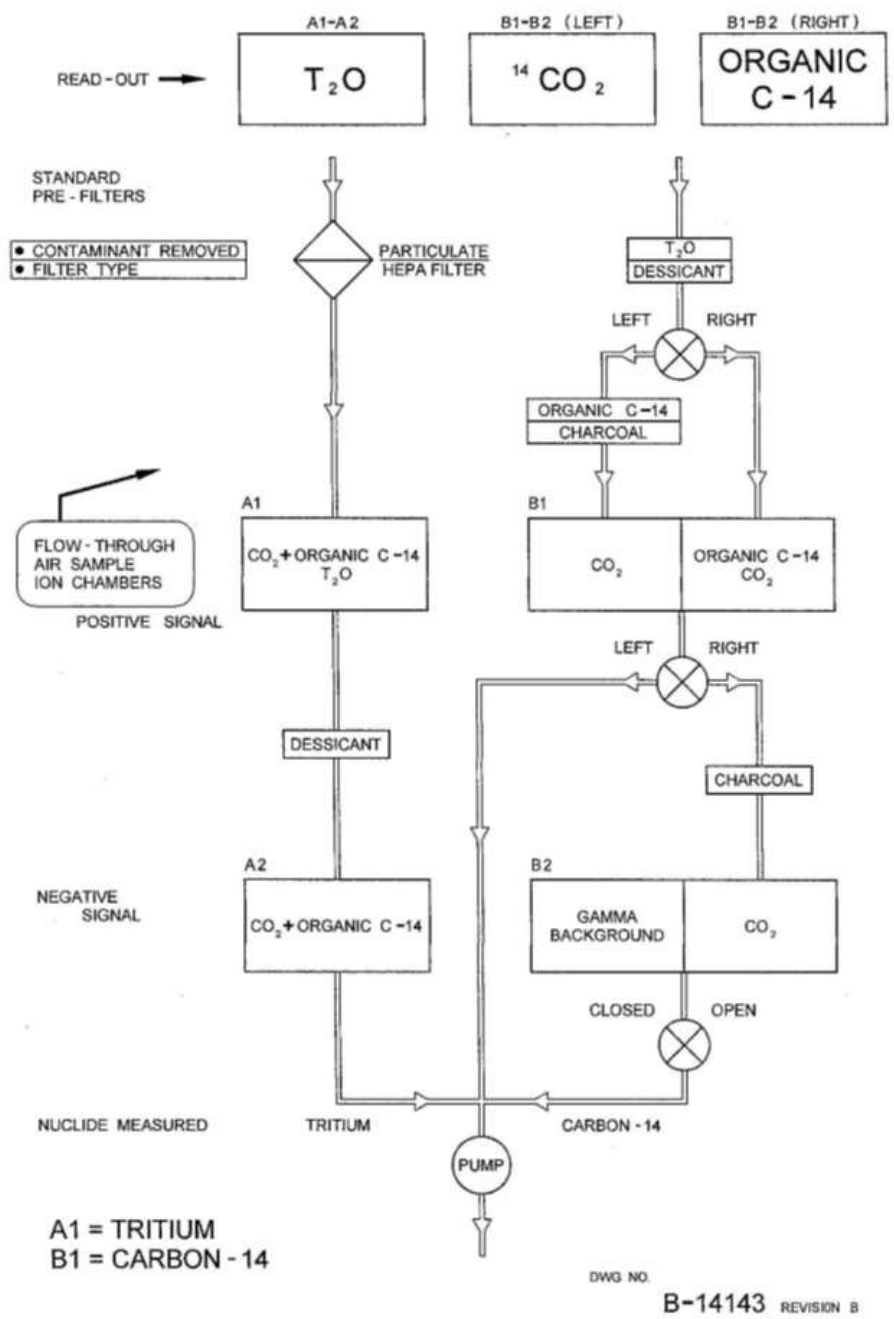 A1-A2
B1-B2 (LEFT)
B1-B2 (RIGHT)
READ-OUT
T₂O
¹⁴CO₂
ORGANIC
C-14
STANDARD
PRE-FILTERS
• CONTAMINANT REMOVED
• FILTER TYPE
PARTICULATE
HEPA FILTER
T₂O
DESSICANT
LEFT
RIGHT
ORGANIC C-14
CHARCOAL
FLOW-THROUGH
AIR SAMPLE
ION CHAMBERS
POSITIVE SIGNAL
A1
CO₂+ORGANIC C-14
T₂O
B1
CO₂
ORGANIC C-14
CO₂
LEFT
RIGHT
DESSICANT
CHARCOAL
NEGATIVE
SIGNAL
A2
CO₂+ORGANIC C-14
B2
GAMMA
BACKGROUND
CO₂
CLOSED
OPEN
NUCLIDE MEASURED
TRITIUM
CARBON-14
PUMP
A1 = TRITIUM
B1 = CARBON-14
DWG NO.
B-14143 REVISION B